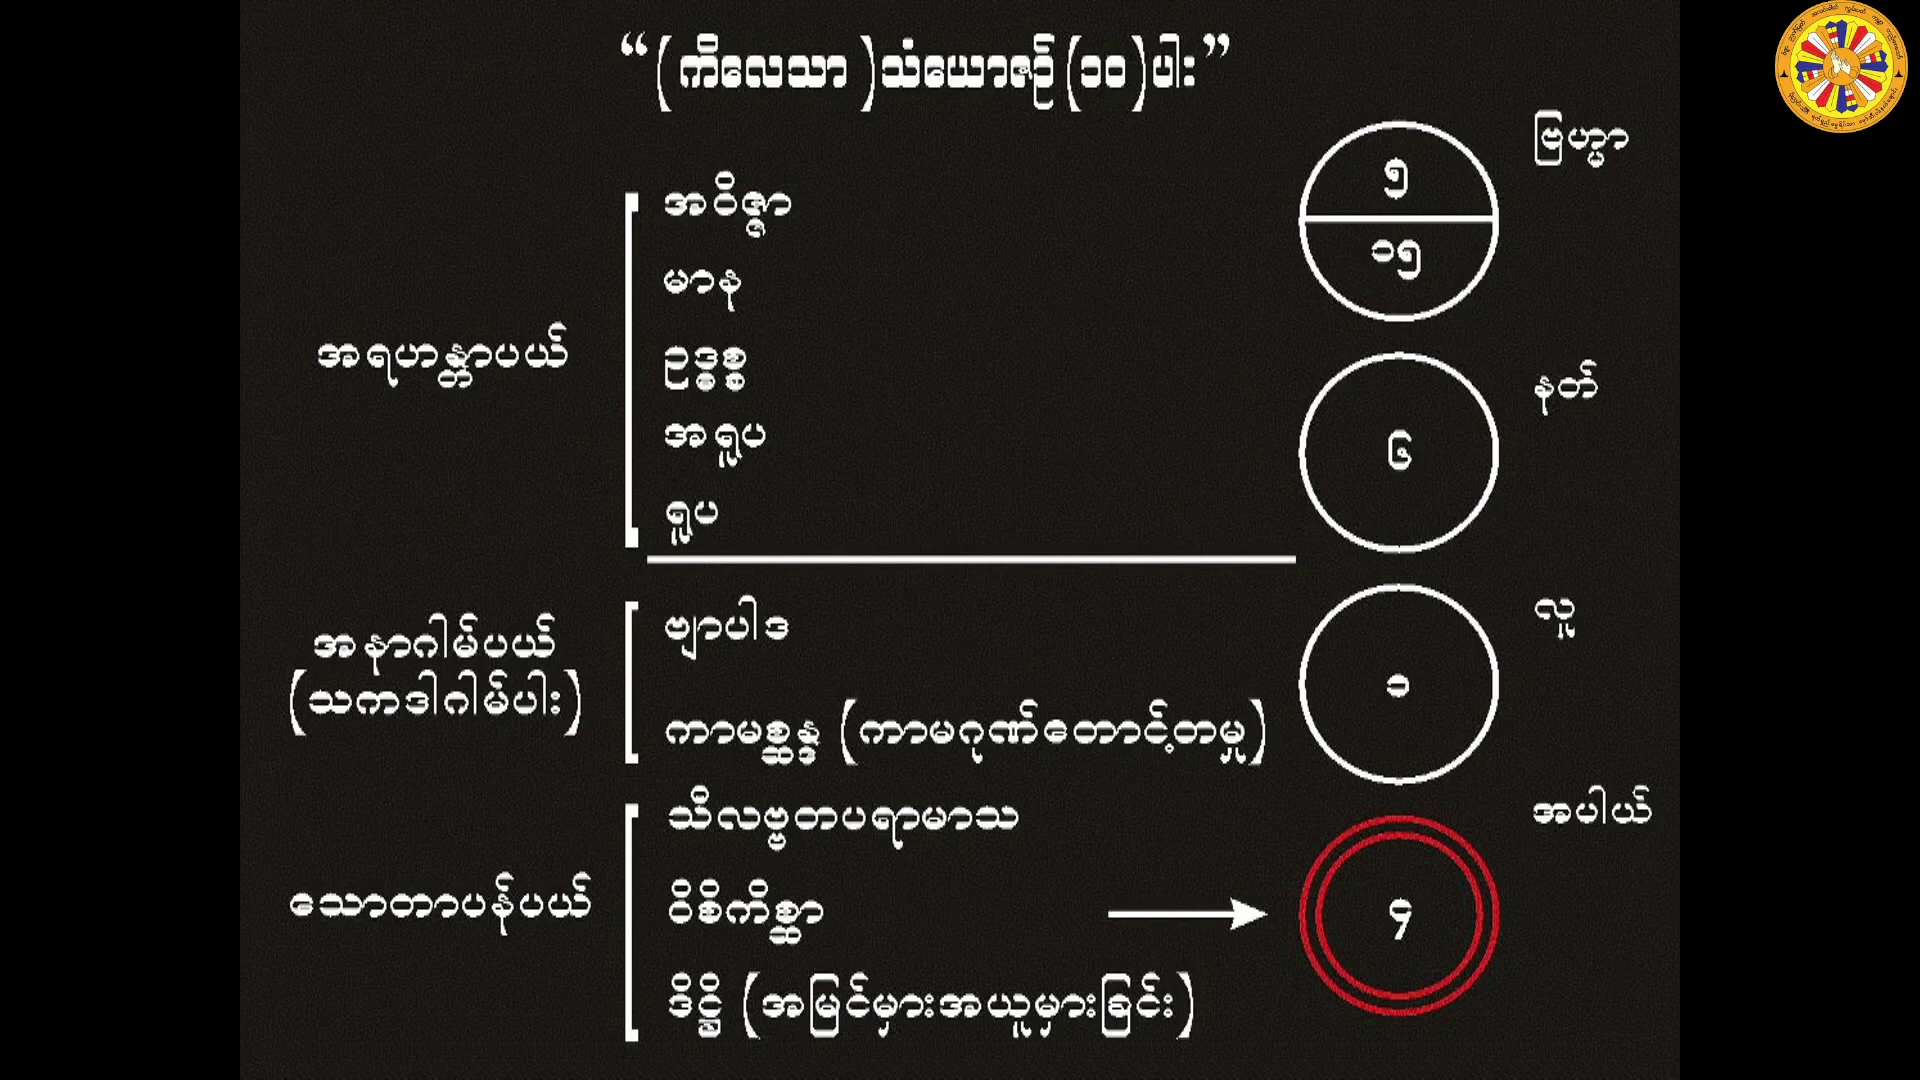 “(ကိလေသာ)သံယောဇဉ်(၁၀)ပါး”
အဝိဇ္ဇာ
မာန
ဥဒ္ဓစ္စ
အရူပ
ရူပ
အရဟန္တာပယ်
ဗျာပါဒ
ကာမစ္ဆန္ဒ (ကာမဂုဏ်တောင့်တမှု)
အနာဂါမ်ပယ်
(သကဒါဂါမ်ပါး)
သီလဗ္ဗတပရာမာသ
ဝိစိကိစ္ဆာ
ဒိဋ္ဌိ (အမြင်မှားအယူမှားခြင်း)
သောတာပန်ပယ်
ဗြဟ္မာ
၅
၁၅
နတ်
၆
လူ
၁
အပါယ်
၄